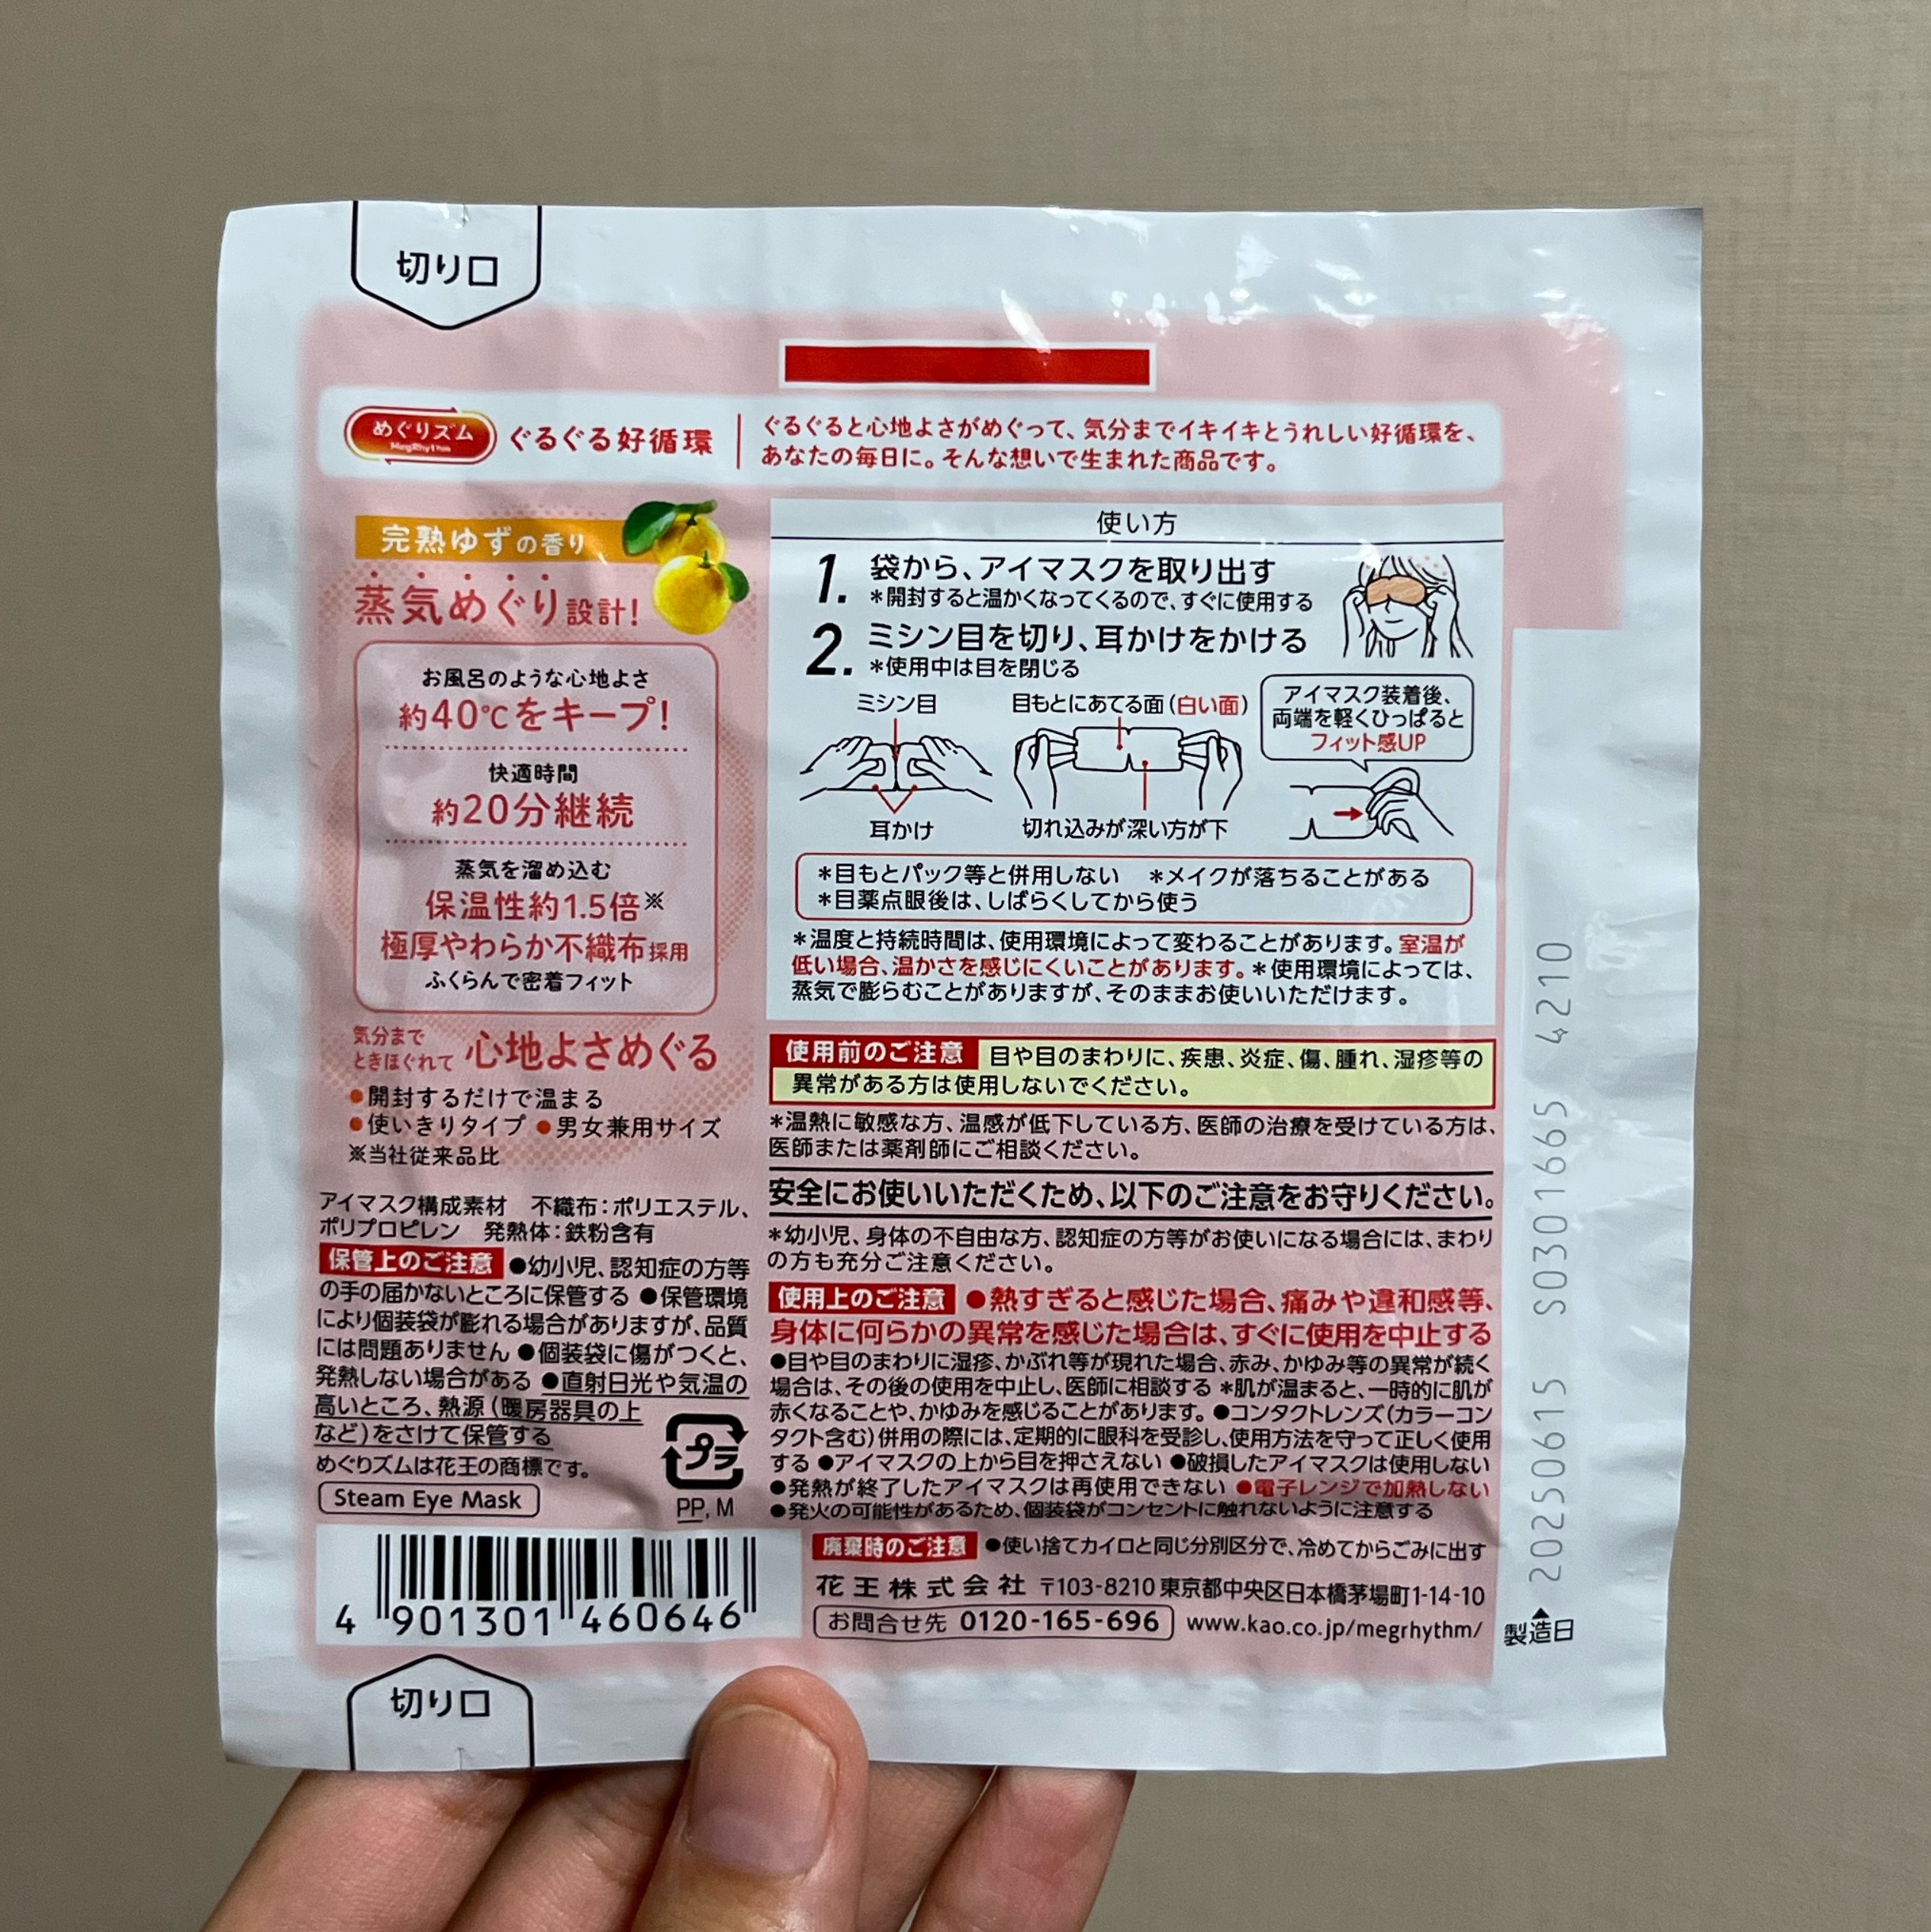 切り口
めぐりズム
MegRhythm
ぐるぐる好循環
ぐるぐると心地よさがめぐって、気分までイキイキとうれしい好循環を、
あなたの毎日に。そんな想いで生まれた商品です。
完熟ゆずの香り
蒸気めぐり設計!
お風呂のような心地よさ
約40℃をキープ!
快適時間
約20分継続
蒸気を溜め込む
保温性約1.5倍※
極厚やわらか不織布採用
ふくらんで密着フィット
気分まで
ときほぐれて
心地よさめぐる
●開封するだけで温まる
●使いきりタイプ ●男女兼用サイズ
※当社従来品比
アイマスク構成素材 不織布:ポリエステル、
ポリプロピレン 発熱体:鉄粉含有
保管上のご注意 ●幼小児、認知症の方等
の手の届かないところに保管する ●保管環境
により個装袋が膨れる場合がありますが、品質
には問題ありません ●個装袋に傷がつくと、
発熱しない場合がある ●直射日光や気温の
高いところ、熱源(暖房器具の上
など)をさけて保管する
めぐりズムは花王の商標です。
Steam Eye Mask
プラ
PP, M
4 901301 460646
使い方
1. 袋から、アイマスクを取り出す
*開封すると温かくなってくるので、すぐに使用する
2. ミシン目を切り、耳かけをかける
*使用中は目を閉じる
ミシン目
耳かけ
目もとにあてる面(白い面)
切れ込みが深い方が下
アイマスク装着後、
両端を軽くひっぱると
フィット感UP
*目もとパック等と併用しない *メイクが落ちることがある
*目薬点眼後は、しばらくしてから使う
*温度と持続時間は、使用環境によって変わることがあります。室温が
低い場合、温かさを感じにくいことがあります。*使用環境によっては、
蒸気で膨らむことがありますが、そのままお使いいただけます。
使用前のご注意 目や目のまわりに、疾患、炎症、傷、腫れ、湿疹等の
異常がある方は使用しないでください。
*温熱に敏感な方、温感が低下している方、医師の治療を受けている方は、
医師または薬剤師にご相談ください。
安全にお使いいただくため、以下のご注意をお守りください。
*幼小児、身体の不自由な方、認知症の方等がお使いになる場合には、まわり
の方も充分ご注意ください。
使用上のご注意 ●熱すぎると感じた場合、痛みや違和感等、
身体に何らかの異常を感じた場合は、すぐに使用を中止する
●目や目のまわりに湿疹、かぶれ等が現れた場合、赤み、かゆみ等の異常が続く
場合は、その後の使用を中止し、医師に相談する *肌が温まると、一時的に肌が
赤くなることや、かゆみを感じることがあります。●コンタクトレンズ(カラーコン
タクト含む)併用の際には、定期的に眼科を受診し、使用方法を守って正しく使用
する ●アイマスクの上から目を押さえない ●破損したアイマスクは使用しない
●発熱が終了したアイマスクは再使用できない ●電子レンジで加熱しない
●発火の可能性があるため、個装袋がコンセントに触れないように注意する
廃棄時のご注意 ●使い捨てカイロと同じ分別区分で、冷めてからごみに出す
花王株式会社 〒103-8210 東京都中央区日本橋茅場町1-14-10
お問合せ先 0120-165-696 www.kao.co.jp/megrhythm/
20250615 S0301665 4210
▲
製造日
切り口